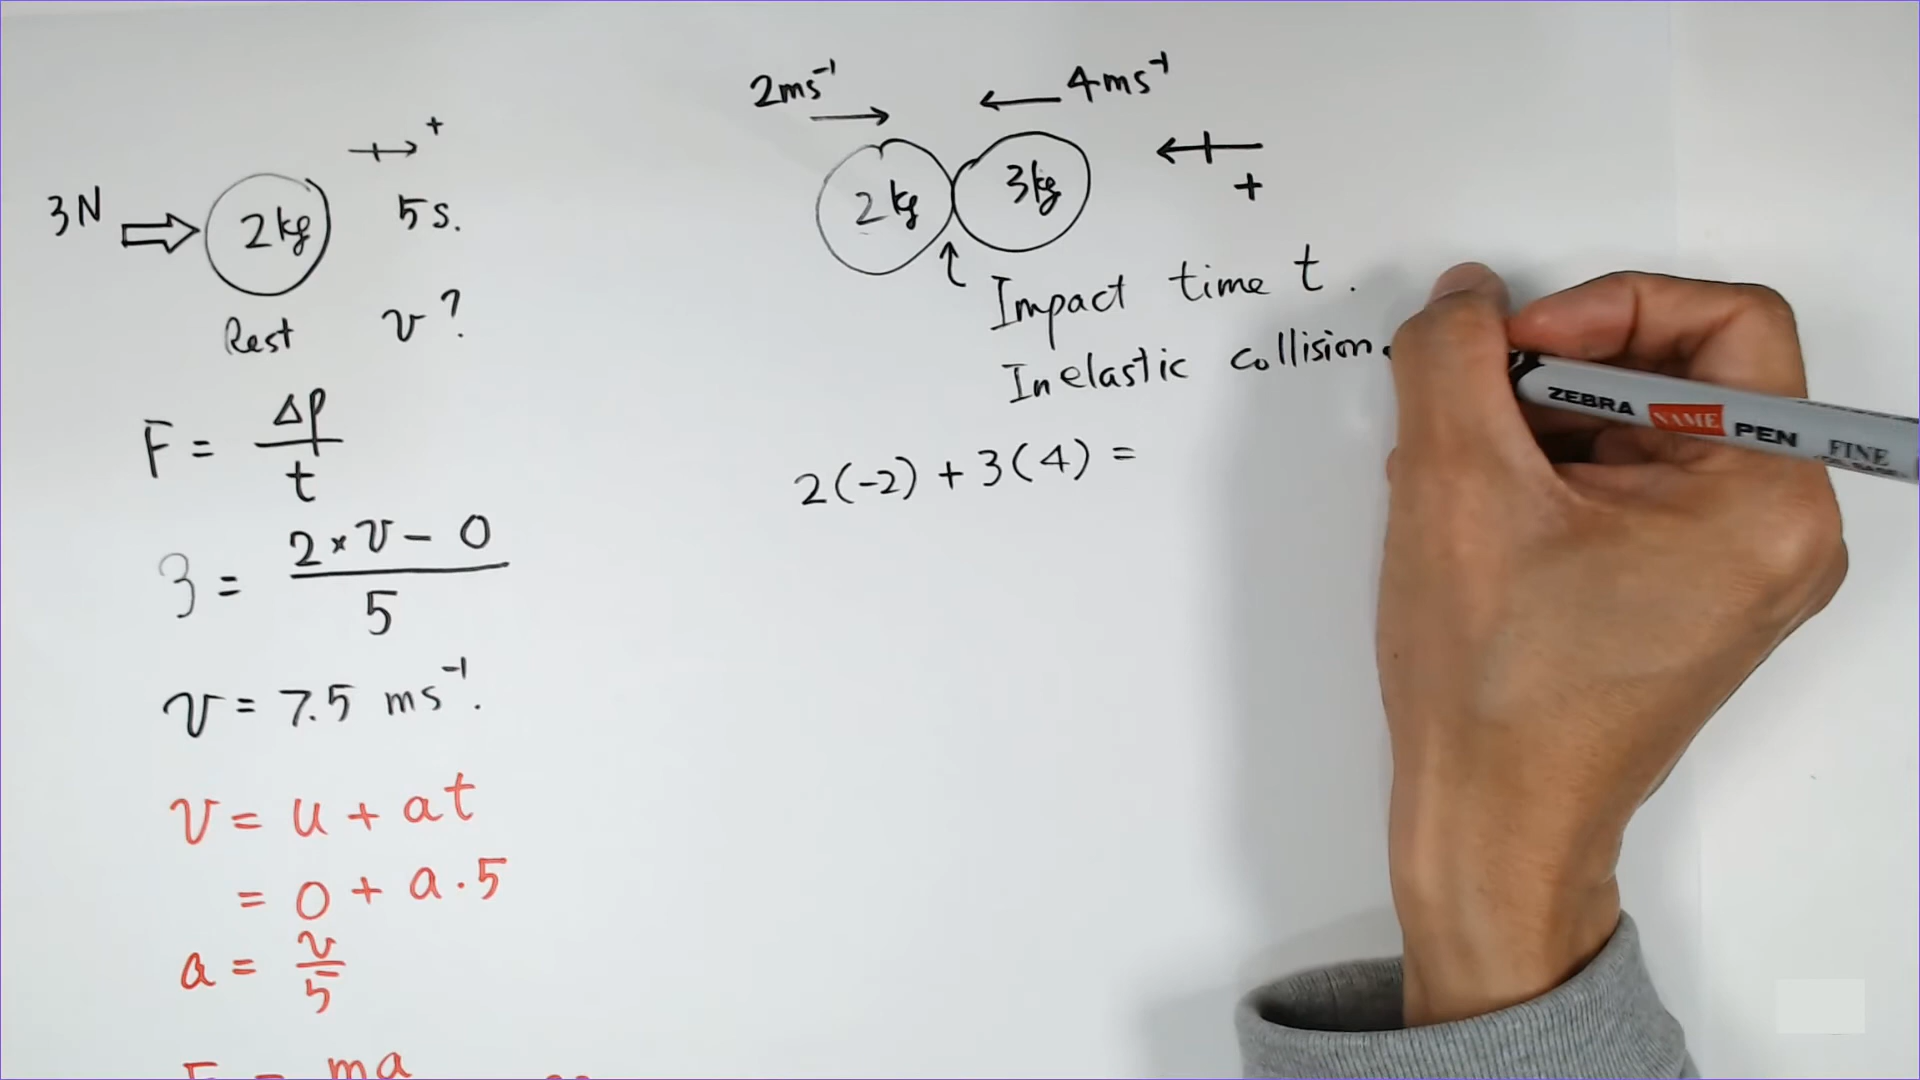 3N
2kg
+
5s.
Rest
v?
F = Δp/t
3 = 2×v - 0/5
v = 7.5 ms⁻¹.
v = u + at
= 0 + a.5
a = v/5
ma
2ms⁻¹
4ms⁻¹
2kg
3kg
+
Impact time t.
Inelastic collision.
2(-2) + 3(4) =
ZEBRA NAME PEN FINE